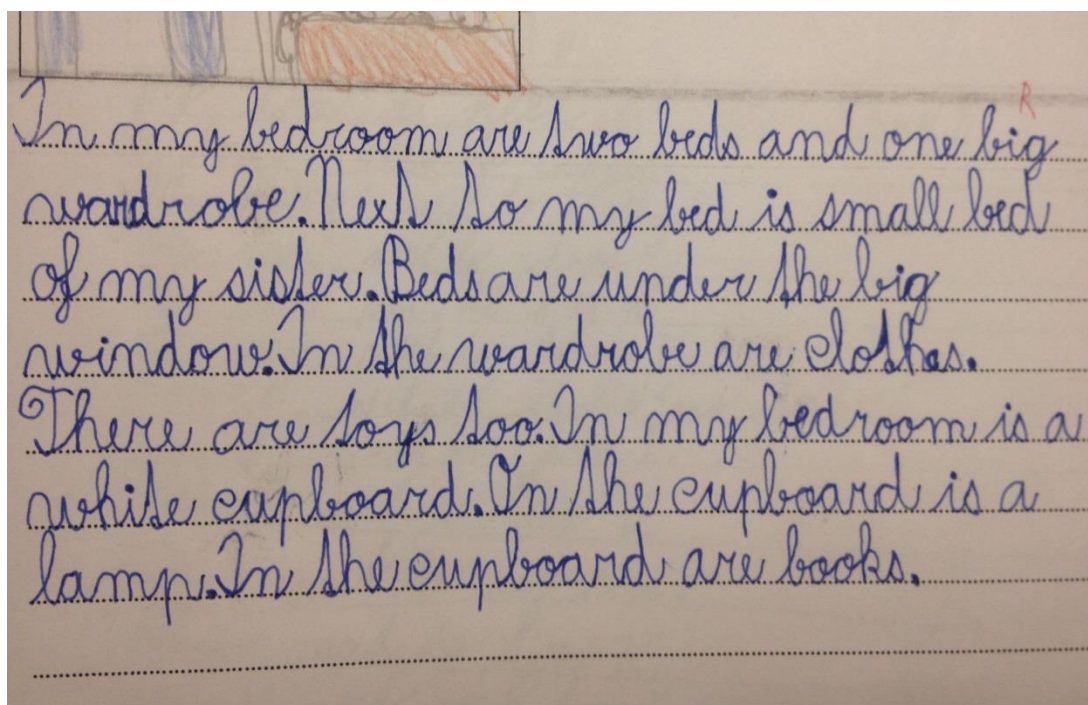 R
In my bedroom are two beds and one big
wardrobe. Next to my bed is small bed
of my sister. Beds are under the big
window. In the wardrobe are clothes.
There are toys too. In my bedroom is a
white cupboard. On the cupboard is a
lamp. In the cupboard are books.